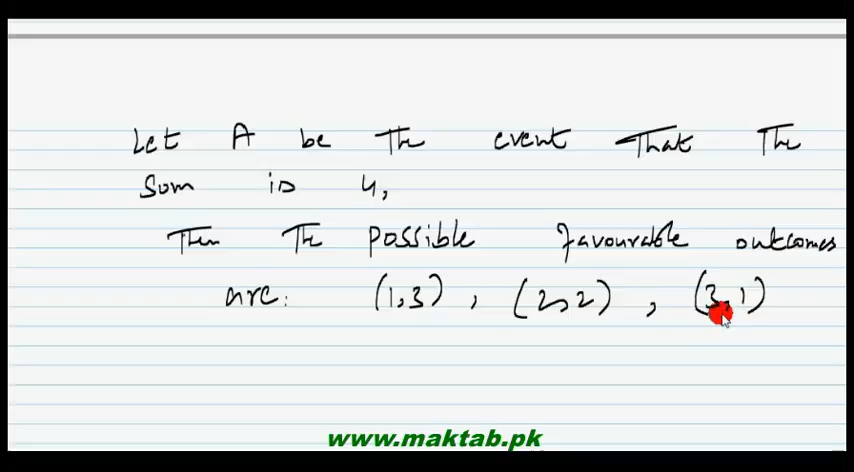 Let A be the event that the
Sum is 4,
Then the possible favourable outcomes
are: (1,3) , (2,2) , (3,1)
www.maktab.pk